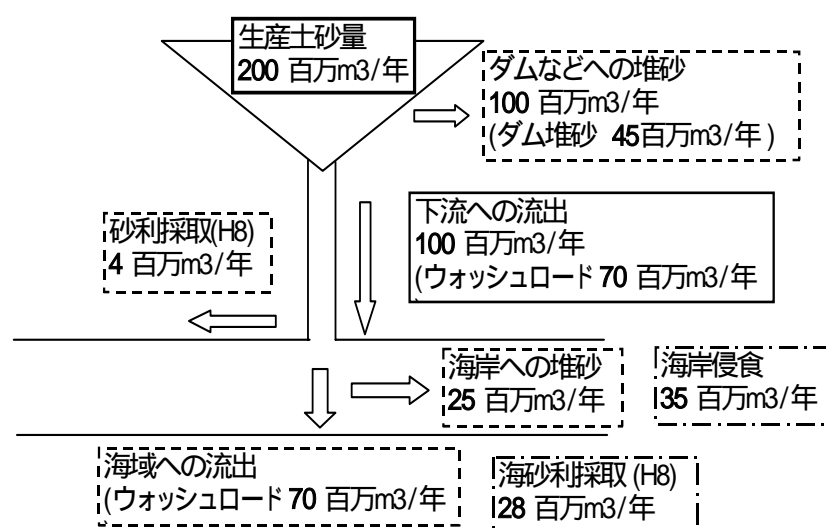 生産土砂量
200 百万m3/年
ダムなどへの堆砂
100 百万m3/年
(ダム堆砂 45百万m3/年)
下流への流出
100 百万m3/年
(ウォッシュロード 70 百万m3/年
砂利採取(H8)
4 百万m3/年
海岸への堆砂
25 百万m3/年
海岸侵食
35 百万m3/年
海域への流出
(ウォッシュロード 70 百万m3/年
海砂利採取 (H8)
28 百万m3/年